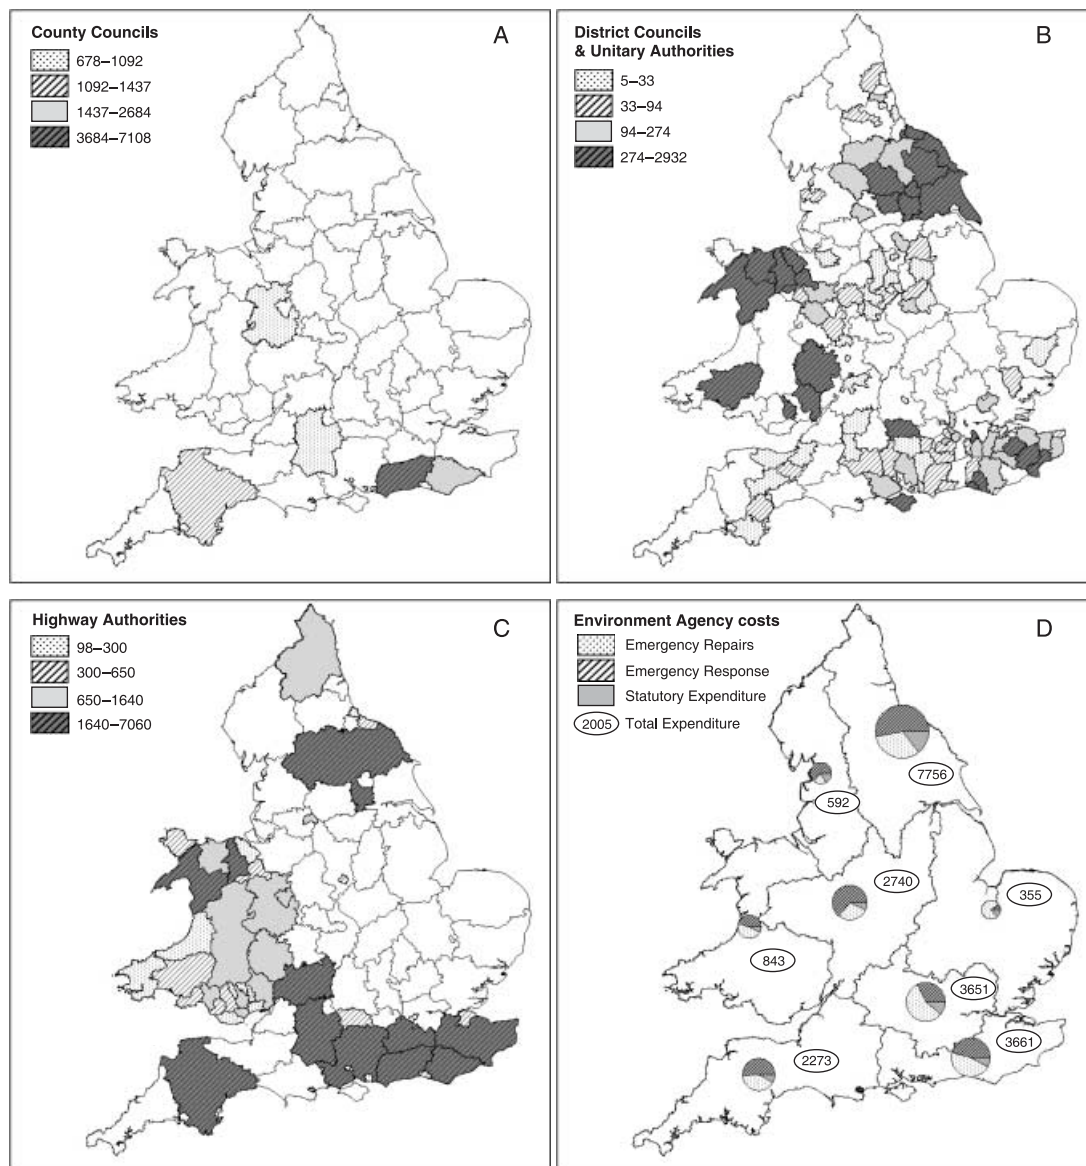 County Councils
A
678–1092
1092–1437
1437–2684
3684–7108
District Councils
& Unitary Authorities
B
5–33
33–94
94–274
274–2932
Highway Authorities
C
98–300
300–650
650–1640
1640–7060
Environment Agency costs
D
Emergency Repairs
Emergency Response
Statutory Expenditure
2005 Total Expenditure
7756
592
2740
355
843
3651
3661
2273